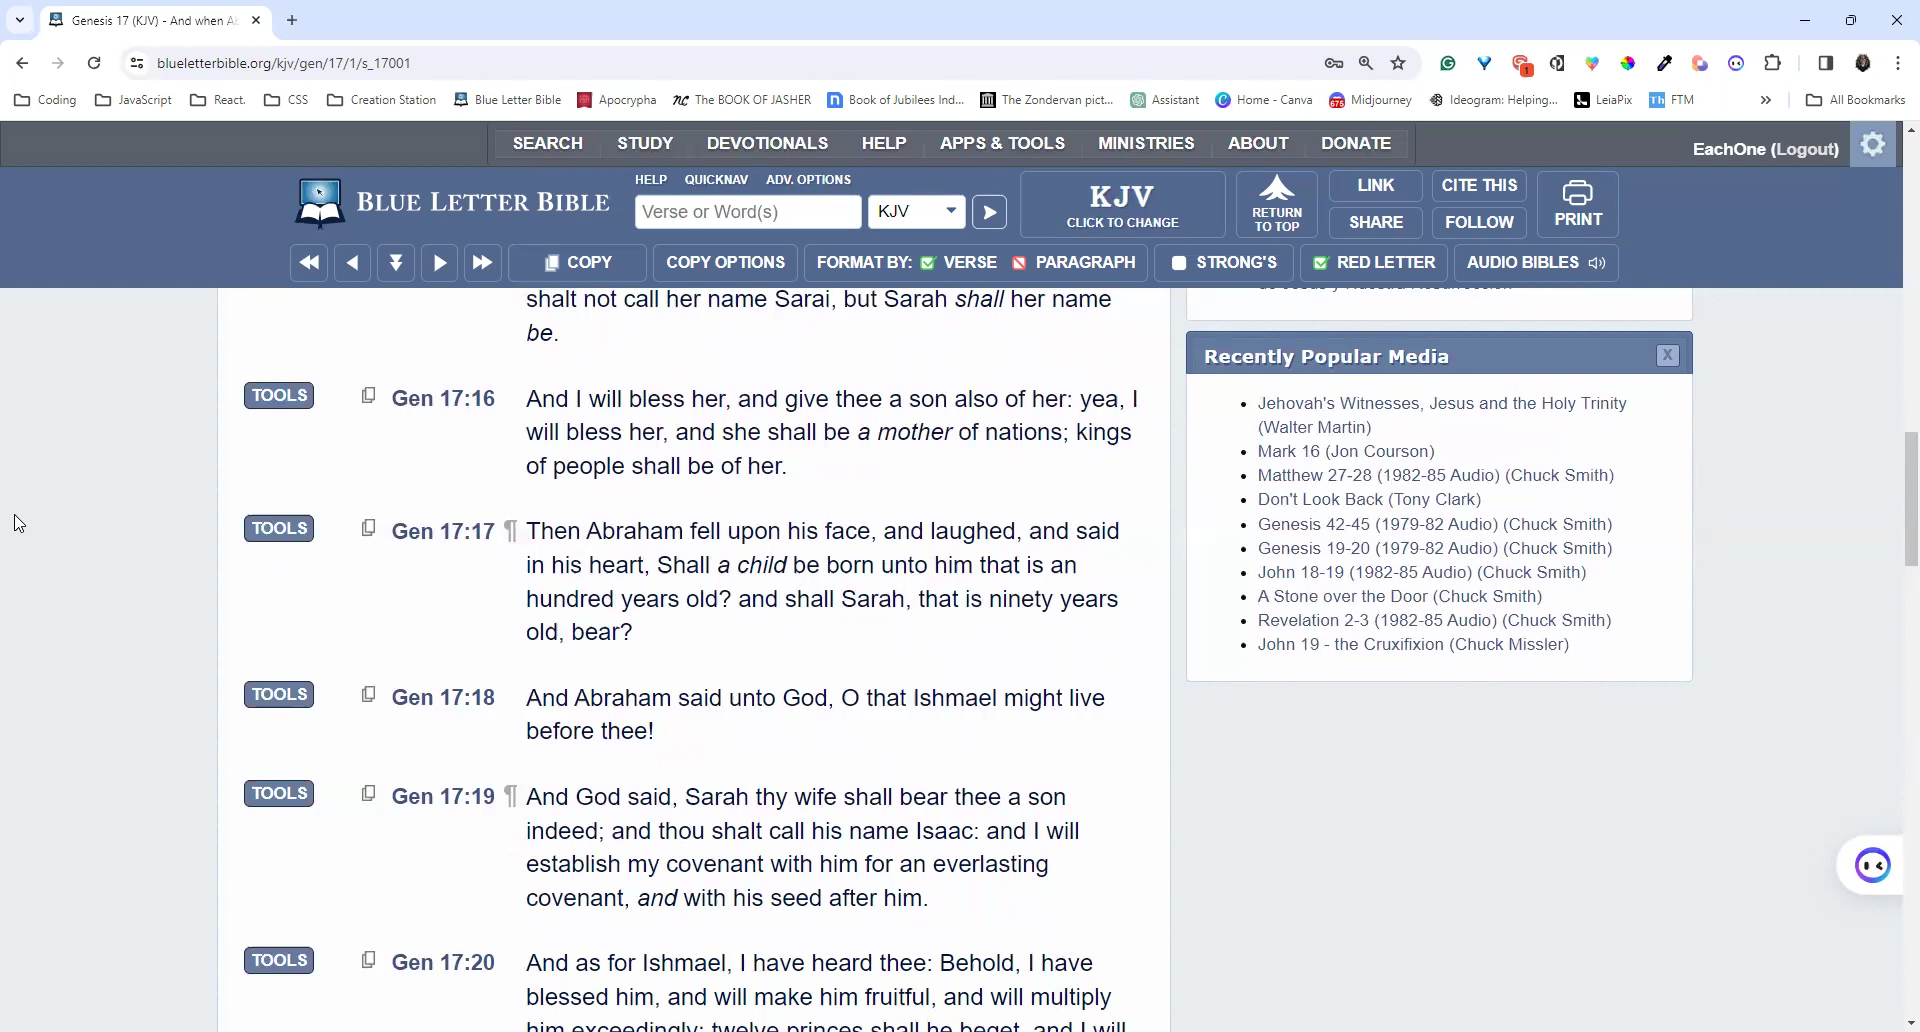 Genesis 17 (KJV) - And when A
blueletterbible.org/kjv/gen/17/1/s_17001
1
Coding
JavaScript
React.
CSS
Creation Station
Blue Letter Bible
Apocrypha
The BOOK OF JASHER
Book of Jubilees Ind...
The Zondervan pict...
Assistant
Home - Canva
675
Midjourney
Ideogram: Helping...
LeiaPix
Th
FTM
»
All Bookmarks
SEARCH
STUDY
DEVOTIONALS
HELP
APPS & TOOLS
MINISTRIES
ABOUT
DONATE
EachOne (Logout)
BLUE LETTER BIBLE
HELP
QUICKNAV
ADV. OPTIONS
Verse or Word(s)
KJV
KJV
CLICK TO CHANGE
RETURN
TO TOP
LINK
CITE THIS
SHARE
FOLLOW
PRINT
COPY
COPY OPTIONS
FORMAT BY:
VERSE
PARAGRAPH
STRONG'S
RED LETTER
AUDIO BIBLES
shalt not call her name Sarai, but Sarah shall her name
be.
TOOLS
Gen 17:16
And I will bless her, and give thee a son also of her: yea, I
will bless her, and she shall be a mother of nations; kings
of people shall be of her.
TOOLS
Gen 17:17
¶ Then Abraham fell upon his face, and laughed, and said
in his heart, Shall a child be born unto him that is an
hundred years old? and shall Sarah, that is ninety years
old, bear?
TOOLS
Gen 17:18
And Abraham said unto God, O that Ishmael might live
before thee!
TOOLS
Gen 17:19
¶ And God said, Sarah thy wife shall bear thee a son
indeed; and thou shalt call his name Isaac: and I will
establish my covenant with him for an everlasting
covenant, and with his seed after him.
TOOLS
Gen 17:20
And as for Ishmael, I have heard thee: Behold, I have
blessed him, and will make him fruitful, and will multiply
him exceedingly; twelve princes shall he beget, and I will
Recently Popular Media
X
Jehovah's Witnesses, Jesus and the Holy Trinity
(Walter Martin)
Mark 16 (Jon Courson)
Matthew 27-28 (1982-85 Audio) (Chuck Smith)
Don't Look Back (Tony Clark)
Genesis 42-45 (1979-82 Audio) (Chuck Smith)
Genesis 19-20 (1979-82 Audio) (Chuck Smith)
John 18-19 (1982-85 Audio) (Chuck Smith)
A Stone over the Door (Chuck Smith)
Revelation 2-3 (1982-85 Audio) (Chuck Smith)
John 19 - the Cruxifixion (Chuck Missler)